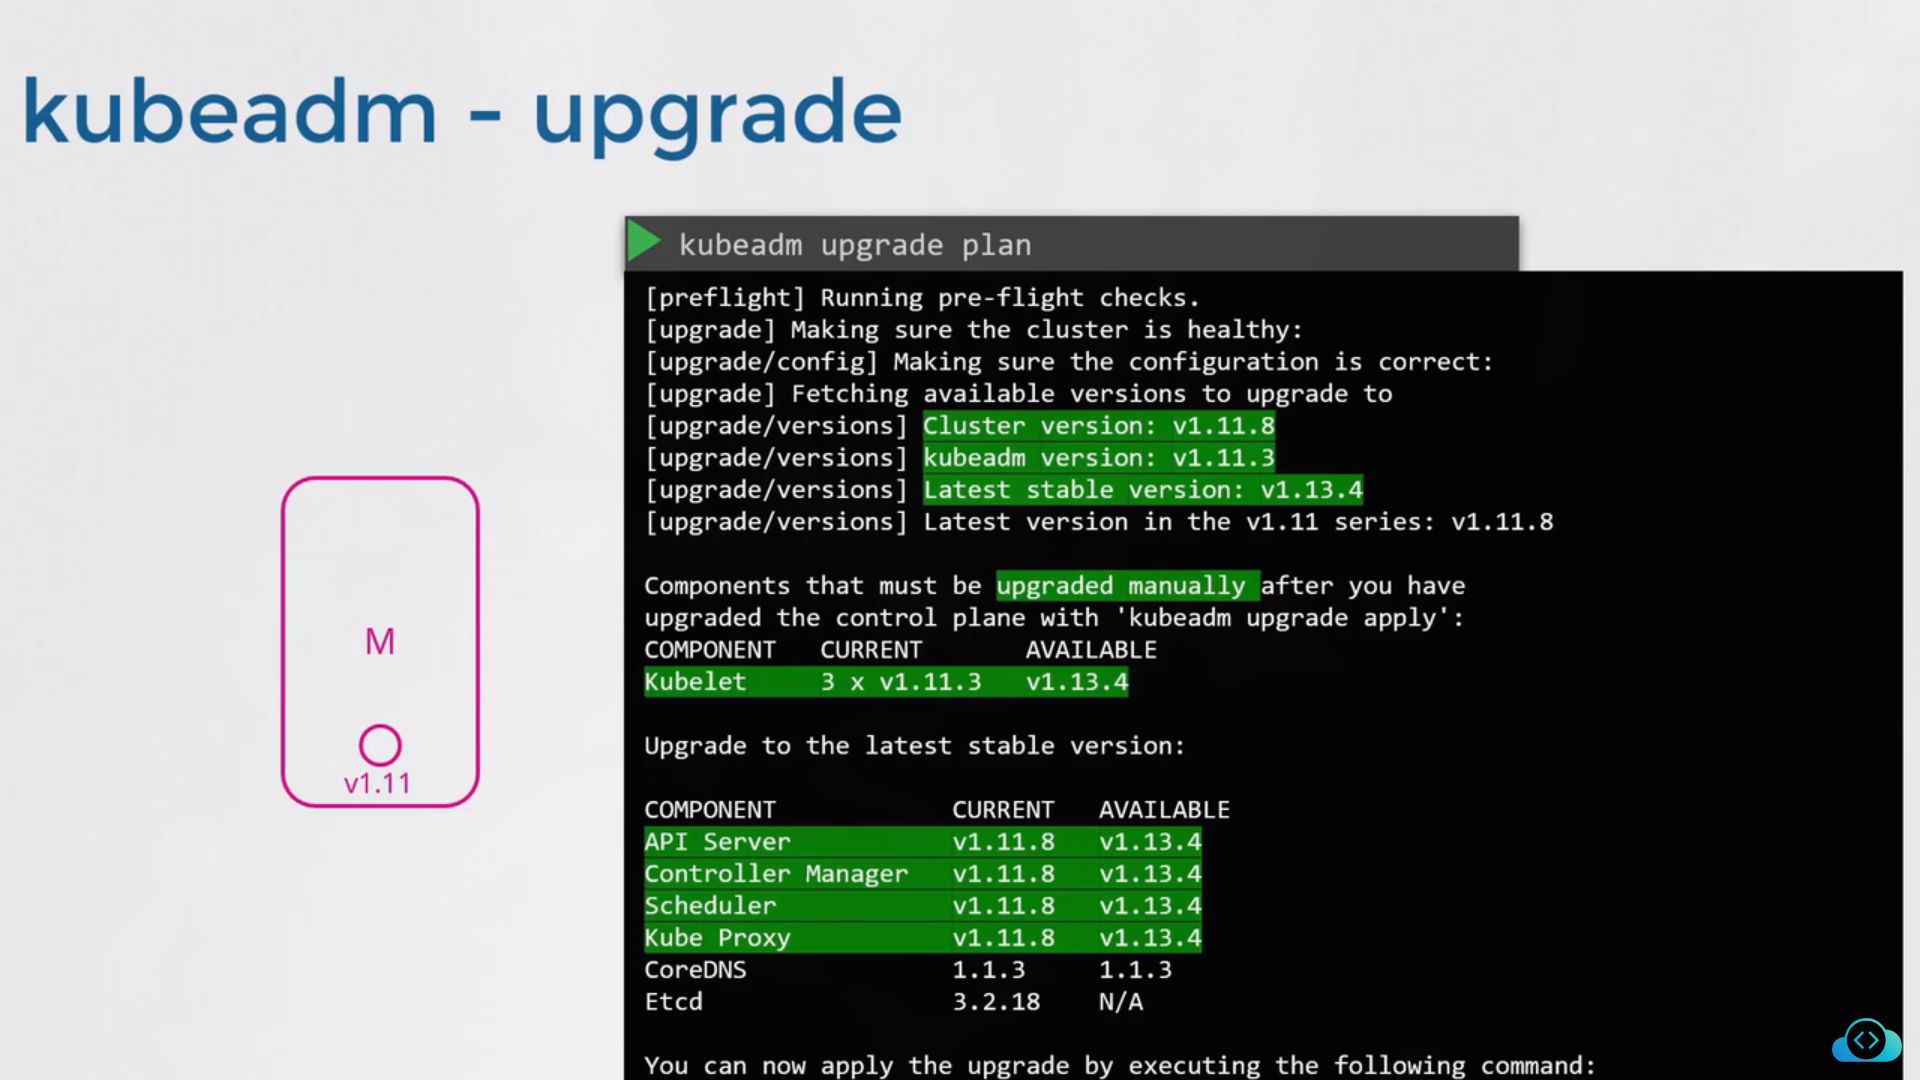 kubeadm - upgrade
kubeadm upgrade plan
[preflight] Running pre-flight checks.
[upgrade] Making sure the cluster is healthy:
[upgrade/config] Making sure the configuration is correct:
[upgrade] Fetching available versions to upgrade to
[upgrade/versions] Cluster version: v1.11.8
[upgrade/versions] kubeadm version: v1.11.3
[upgrade/versions] Latest stable version: v1.13.4
[upgrade/versions] Latest version in the v1.11 series: v1.11.8
Components that must be upgraded manually after you have
upgraded the control plane with 'kubeadm upgrade apply':
COMPONENT CURRENT AVAILABLE
Kubelet 3 x v1.11.3 v1.13.4
Upgrade to the latest stable version:
COMPONENT CURRENT AVAILABLE
API Server v1.11.8 v1.13.4
Controller Manager v1.11.8 v1.13.4
Scheduler v1.11.8 v1.13.4
Kube Proxy v1.11.8 v1.13.4
CoreDNS 1.1.3 1.1.3
Etcd 3.2.18 N/A
You can now apply the upgrade by executing the following command:
M
v1.11